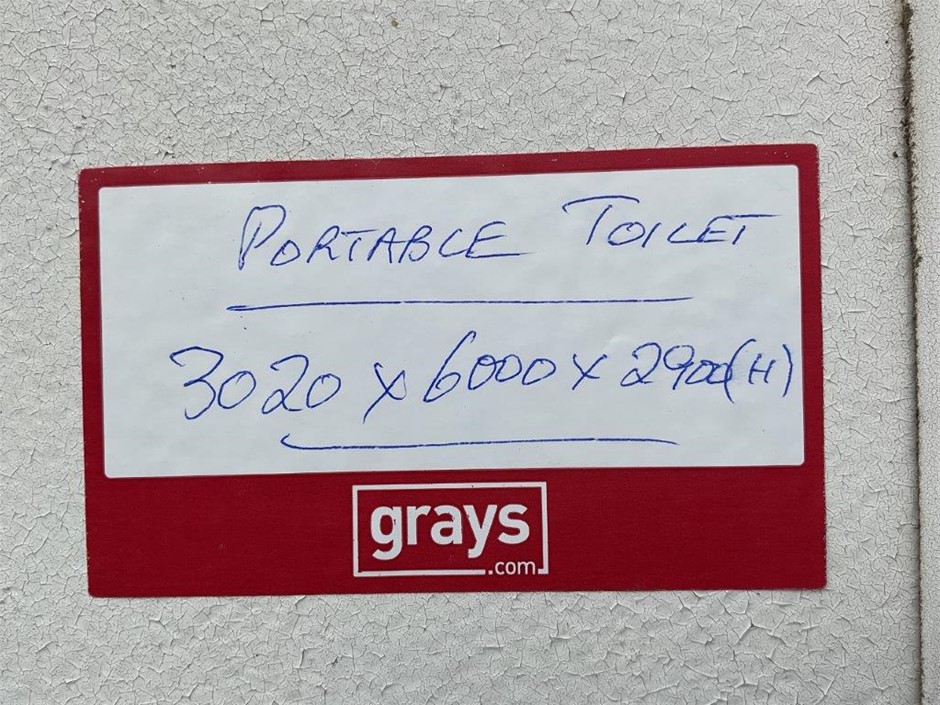 PORTABLE TOILET
3020 x 6000 x 2900(H)
grays
.com